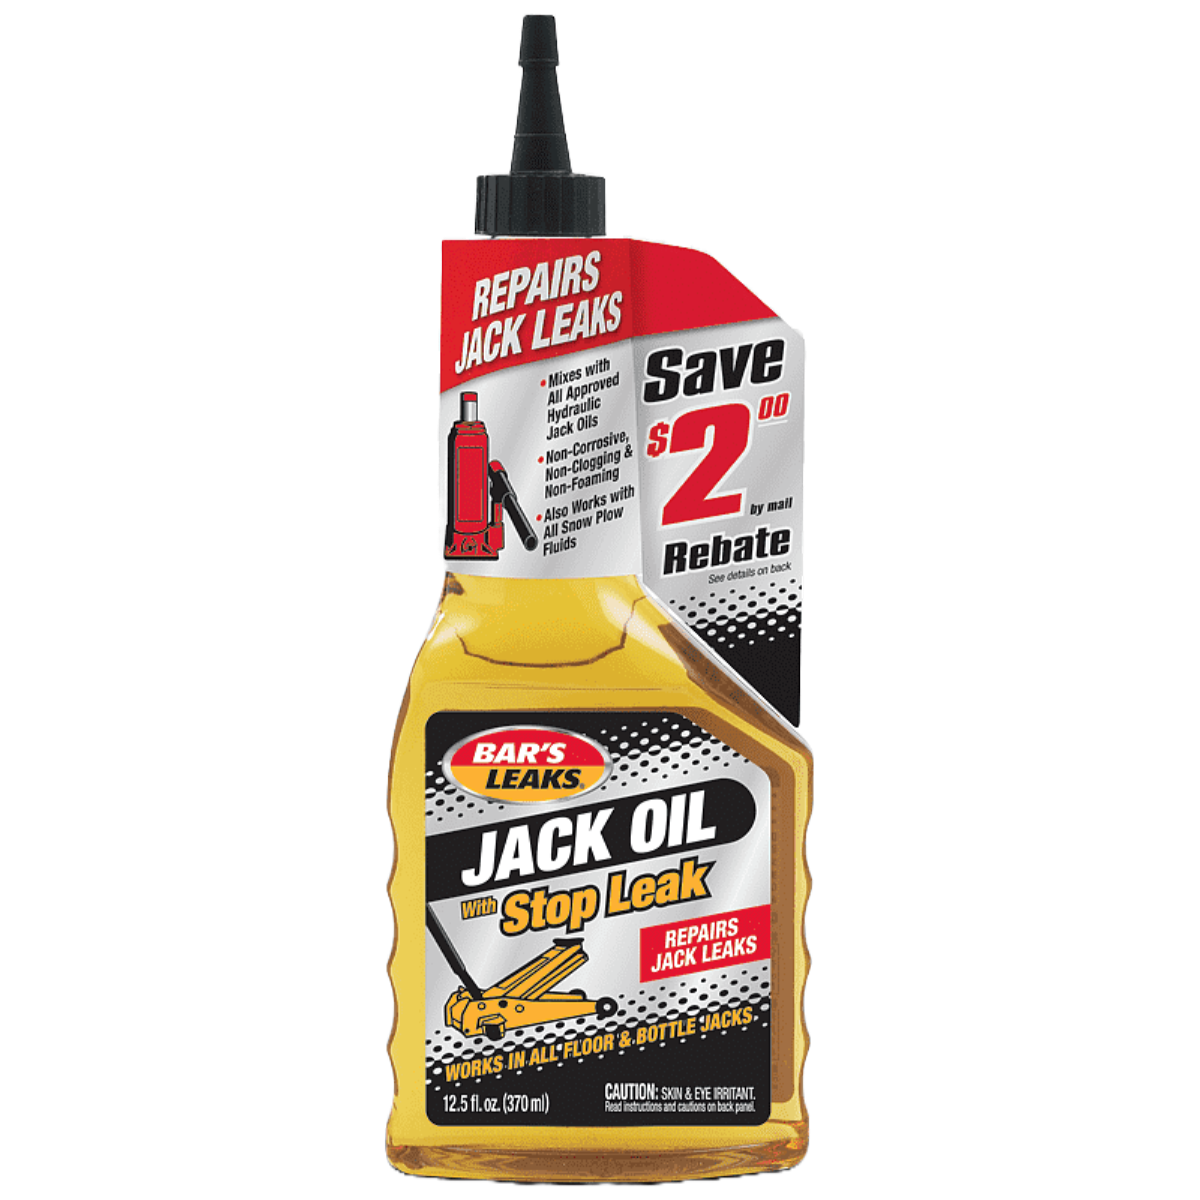 REPAIRS
JACK LEAKS
• Mixes with
All Approved
Hydraulic
Jack Oils
• Non-Corrosive,
Non-Clogging &
Non-Foaming
• Also Works with
All Snow Plow
Fluids
Save
$2.00
by mail
Rebate
See details on back
BAR'S
LEAKS®
JACK OIL
With Stop Leak
REPAIRS
JACK LEAKS
WORKS IN ALL FLOOR & BOTTLE JACKS
12.5 fl. oz. (370 ml)
CAUTION: SKIN & EYE IRRITANT.
Read instructions and cautions on back panel.